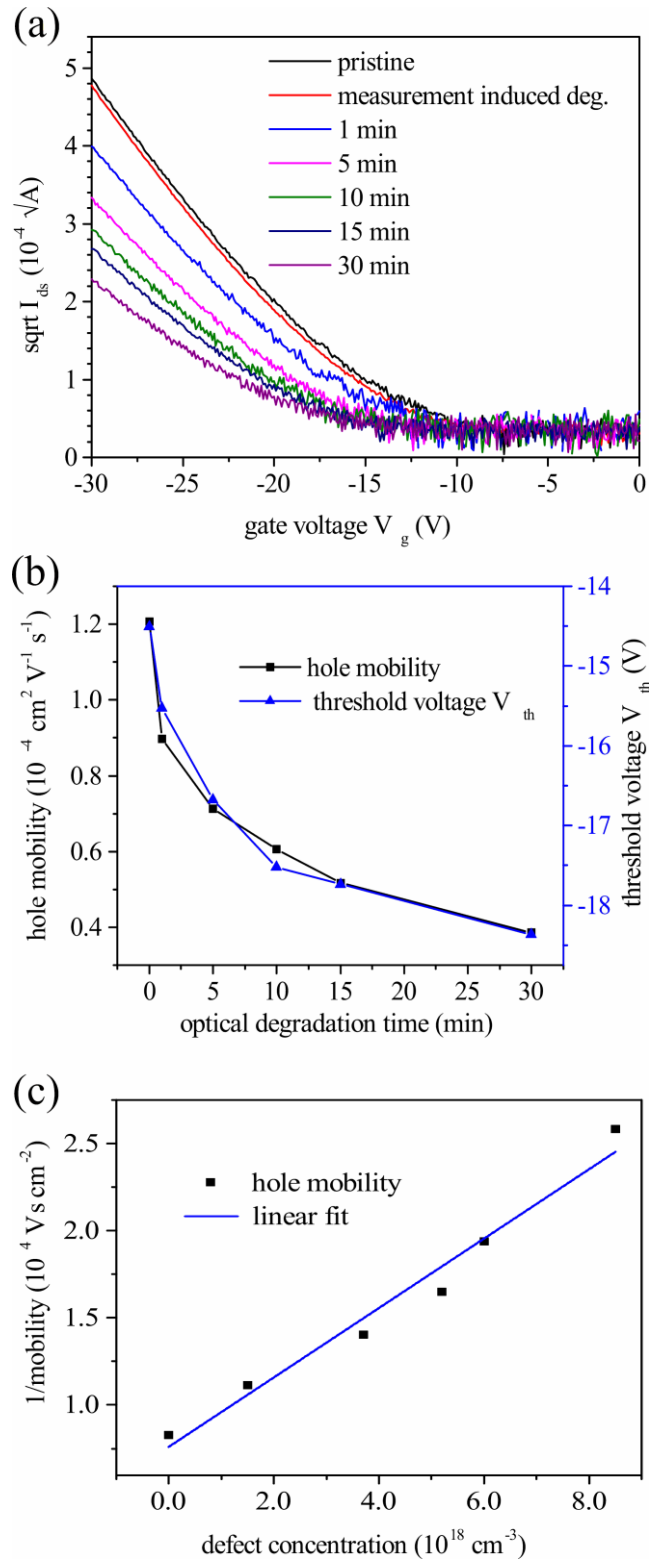 (a)
pristine
measurement induced deg.
1 min
5 min
10 min
15 min
30 min
sqrt I ds (10⁻⁴ √A)
5
4
3
2
1
0
-30 -25 -20 -15 -10 -5 0
gate voltage V g (V)
(b)
hole mobility (10⁻⁴ cm² V⁻¹ s⁻¹)
1.2
1.0
0.8
0.6
0.4
hole mobility
threshold voltage V th
-14
-15
-16
-17
-18
threshold voltage V th (V)
0 5 10 15 20 25 30
optical degradation time (min)
(c)
1/mobility (10⁻⁴ V s cm⁻²)
2.5
2.0
1.5
1.0
hole mobility
linear fit
0.0 2.0 4.0 6.0 8.0
defect concentration (10¹⁸ cm⁻³)